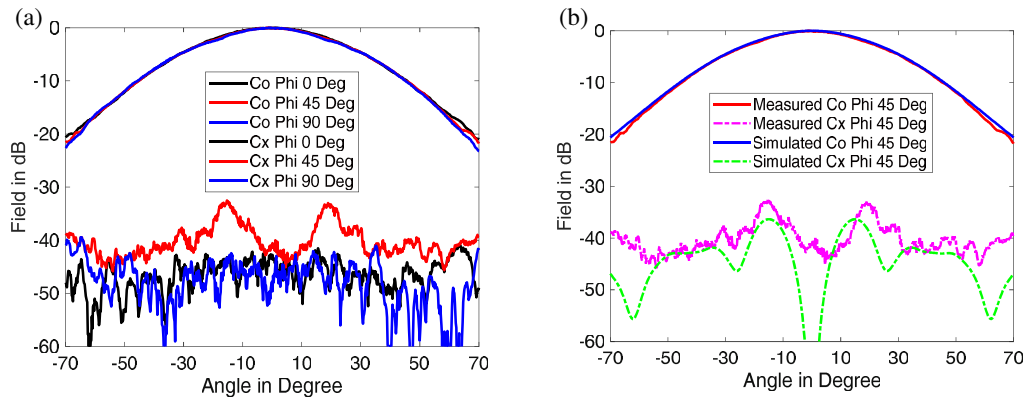 (a)
0
-10
-20
-30
-40
-50
-60
-70
-50
-30
-10
10
30
50
70
Field in dB
Angle in Degree
Co Phi 0 Deg
Co Phi 45 Deg
Co Phi 90 Deg
Cx Phi 0 Deg
Cx Phi 45 Deg
Cx Phi 90 Deg
(b)
0
-10
-20
-30
-40
-50
-60
-70
-50
-30
-10
10
30
50
70
Field in dB
Angle in Degree
Measured Co Phi 45 Deg
Measured Cx Phi 45 Deg
Simulated Co Phi 45 Deg
Simulated Cx Phi 45 Deg